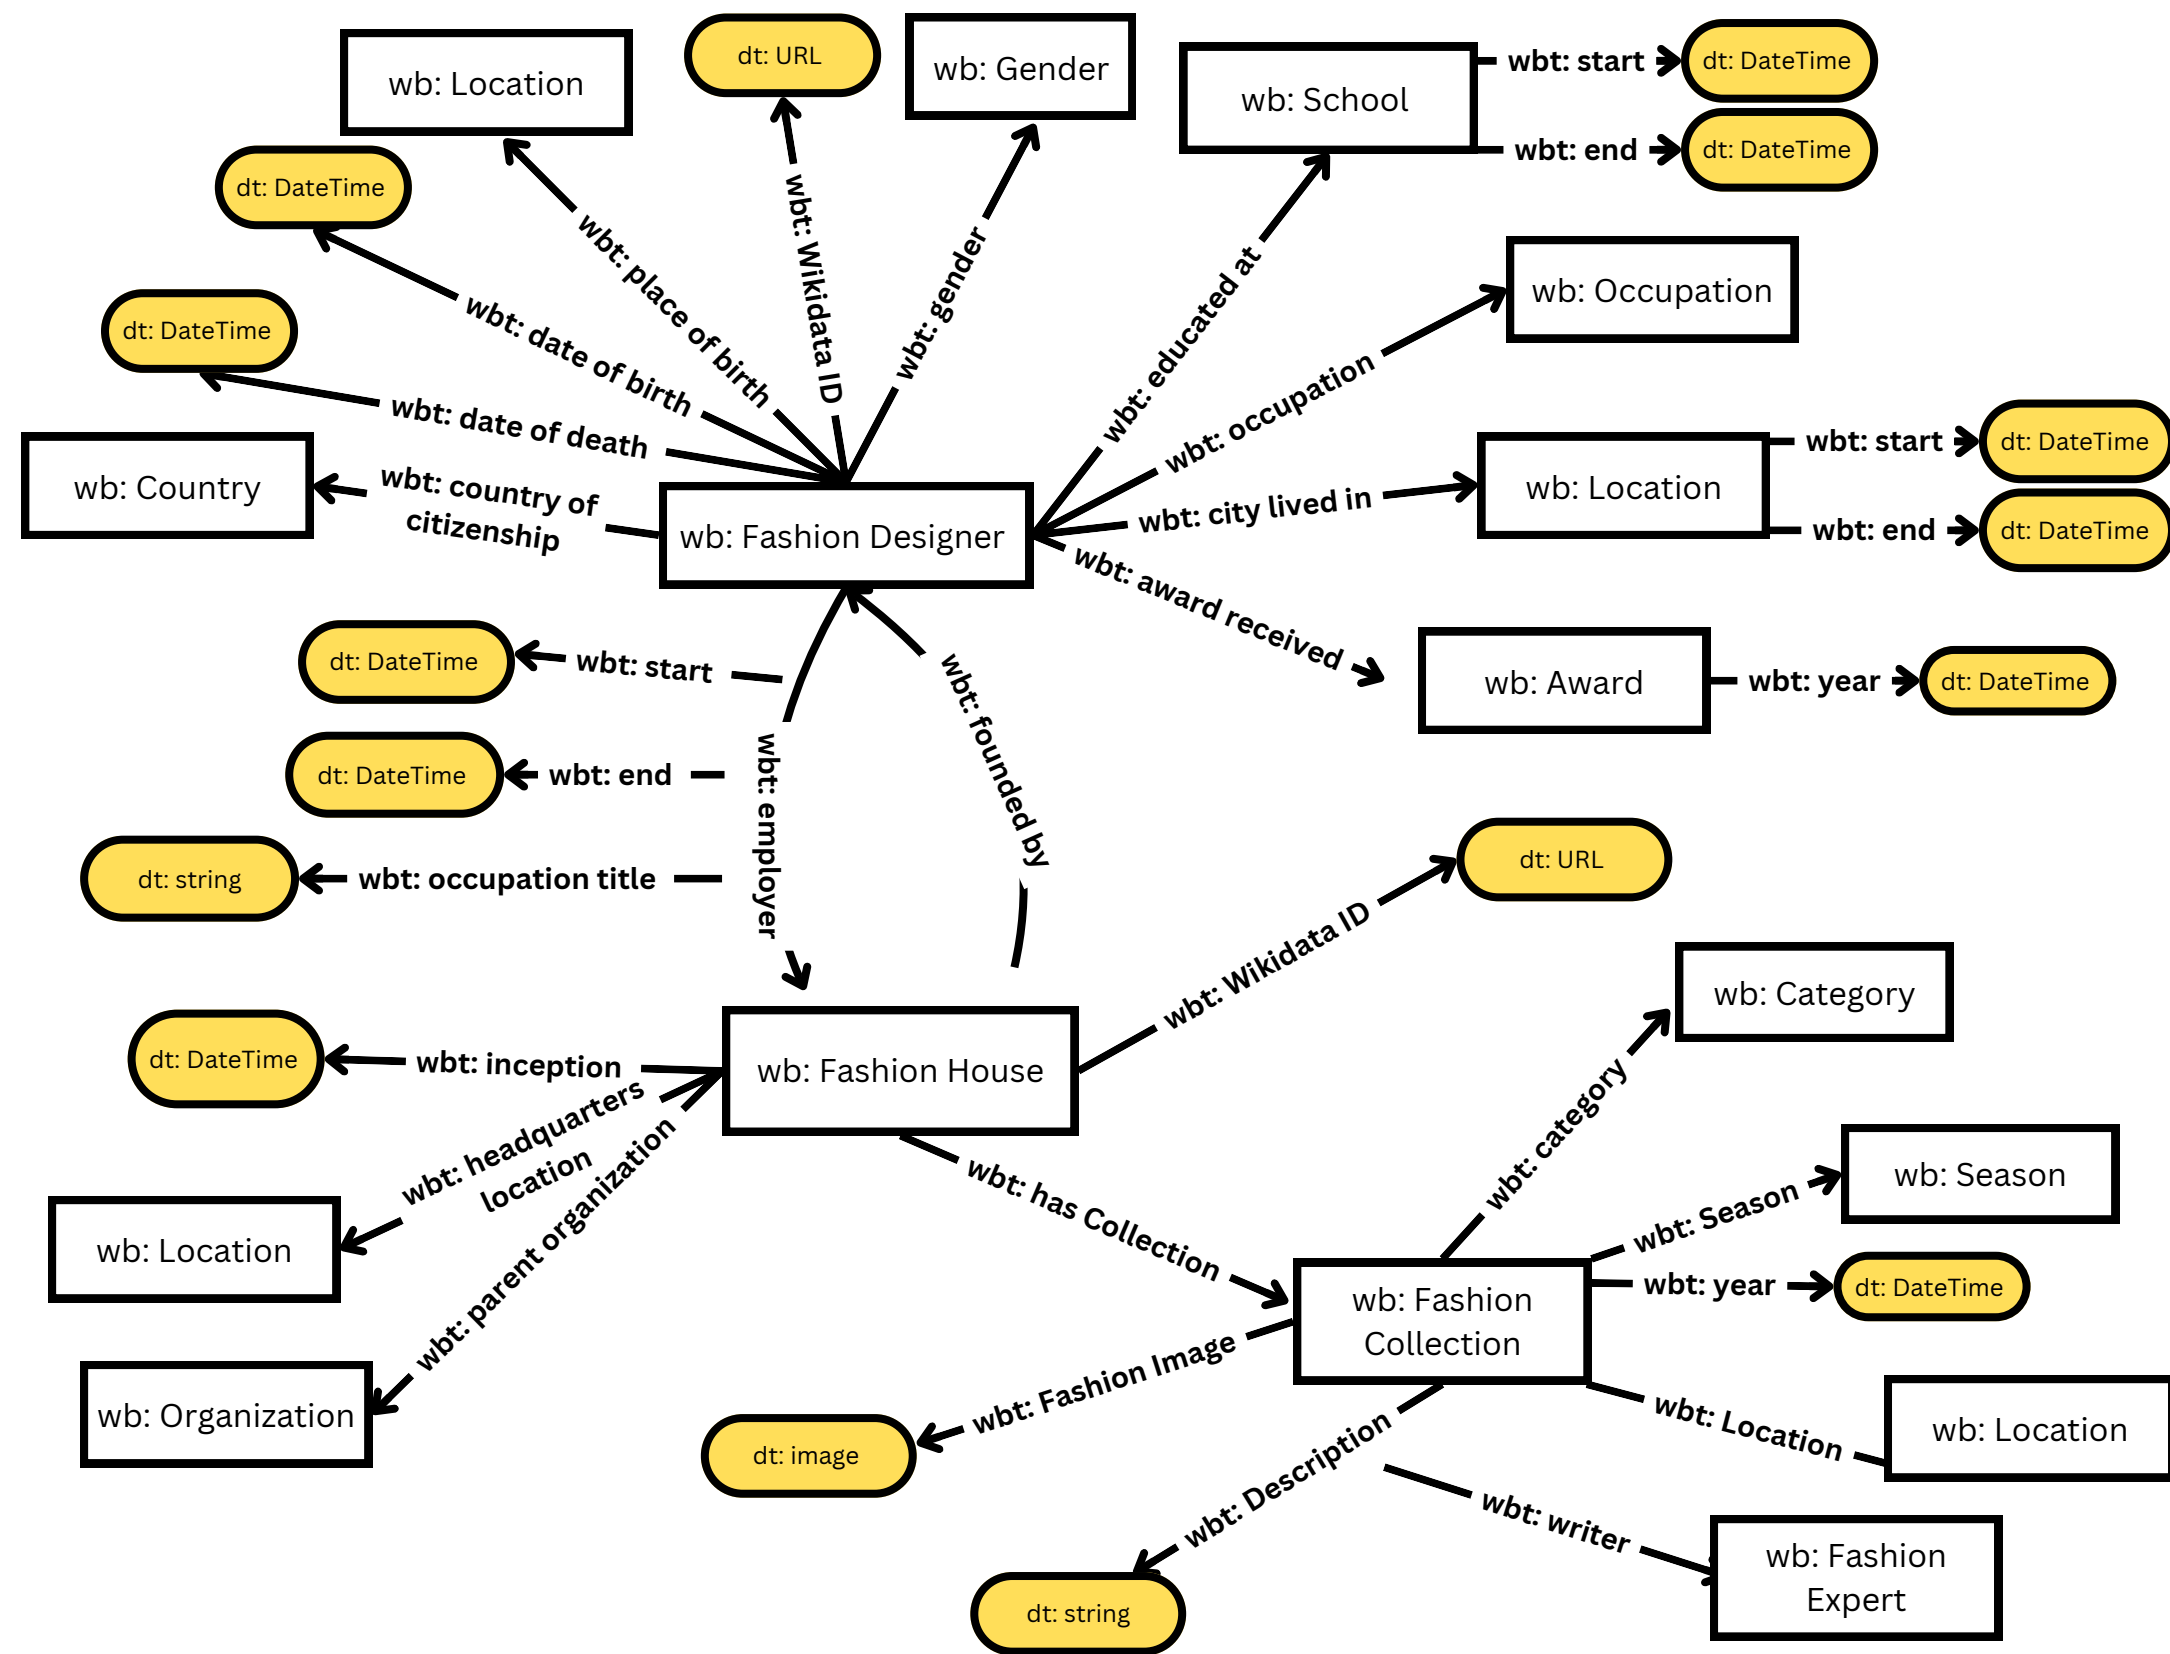 wb: Location
dt: URL
wb: Gender
wb: School
wbt: start
dt: DateTime
wbt: end
dt: DateTime
dt: DateTime
wbt: place of birth
wbt: Wikidata ID
wbt: gender
wbt: educated at
wb: Occupation
wbt: occupation
dt: DateTime
wbt: date of birth
wbt: date of death
wb: Country
wbt: country of
citizenship
wb: Fashion Designer
wbt: city lived in
wb: Location
wbt: start
dt: DateTime
wbt: end
dt: DateTime
wbt: award received
wb: Award
wbt: year
dt: DateTime
dt: DateTime
wbt: start
dt: DateTime
wbt: end
dt: string
wbt: occupation title
wbt: employer
wbt: founded by
dt: URL
wbt: Wikidata ID
dt: DateTime
wbt: inception
wb: Fashion House
wb: Category
wbt: category
wbt: headquarters
location
wb: Location
wbt: parent organization
wb: Organization
wbt: has Collection
wbt: Season
wb: Season
wbt: year
dt: DateTime
wb: Fashion
Collection
wbt: Fashion Image
dt: image
wbt: Location
wb: Location
wbt: Description
dt: string
wbt: writer
wb: Fashion
Expert